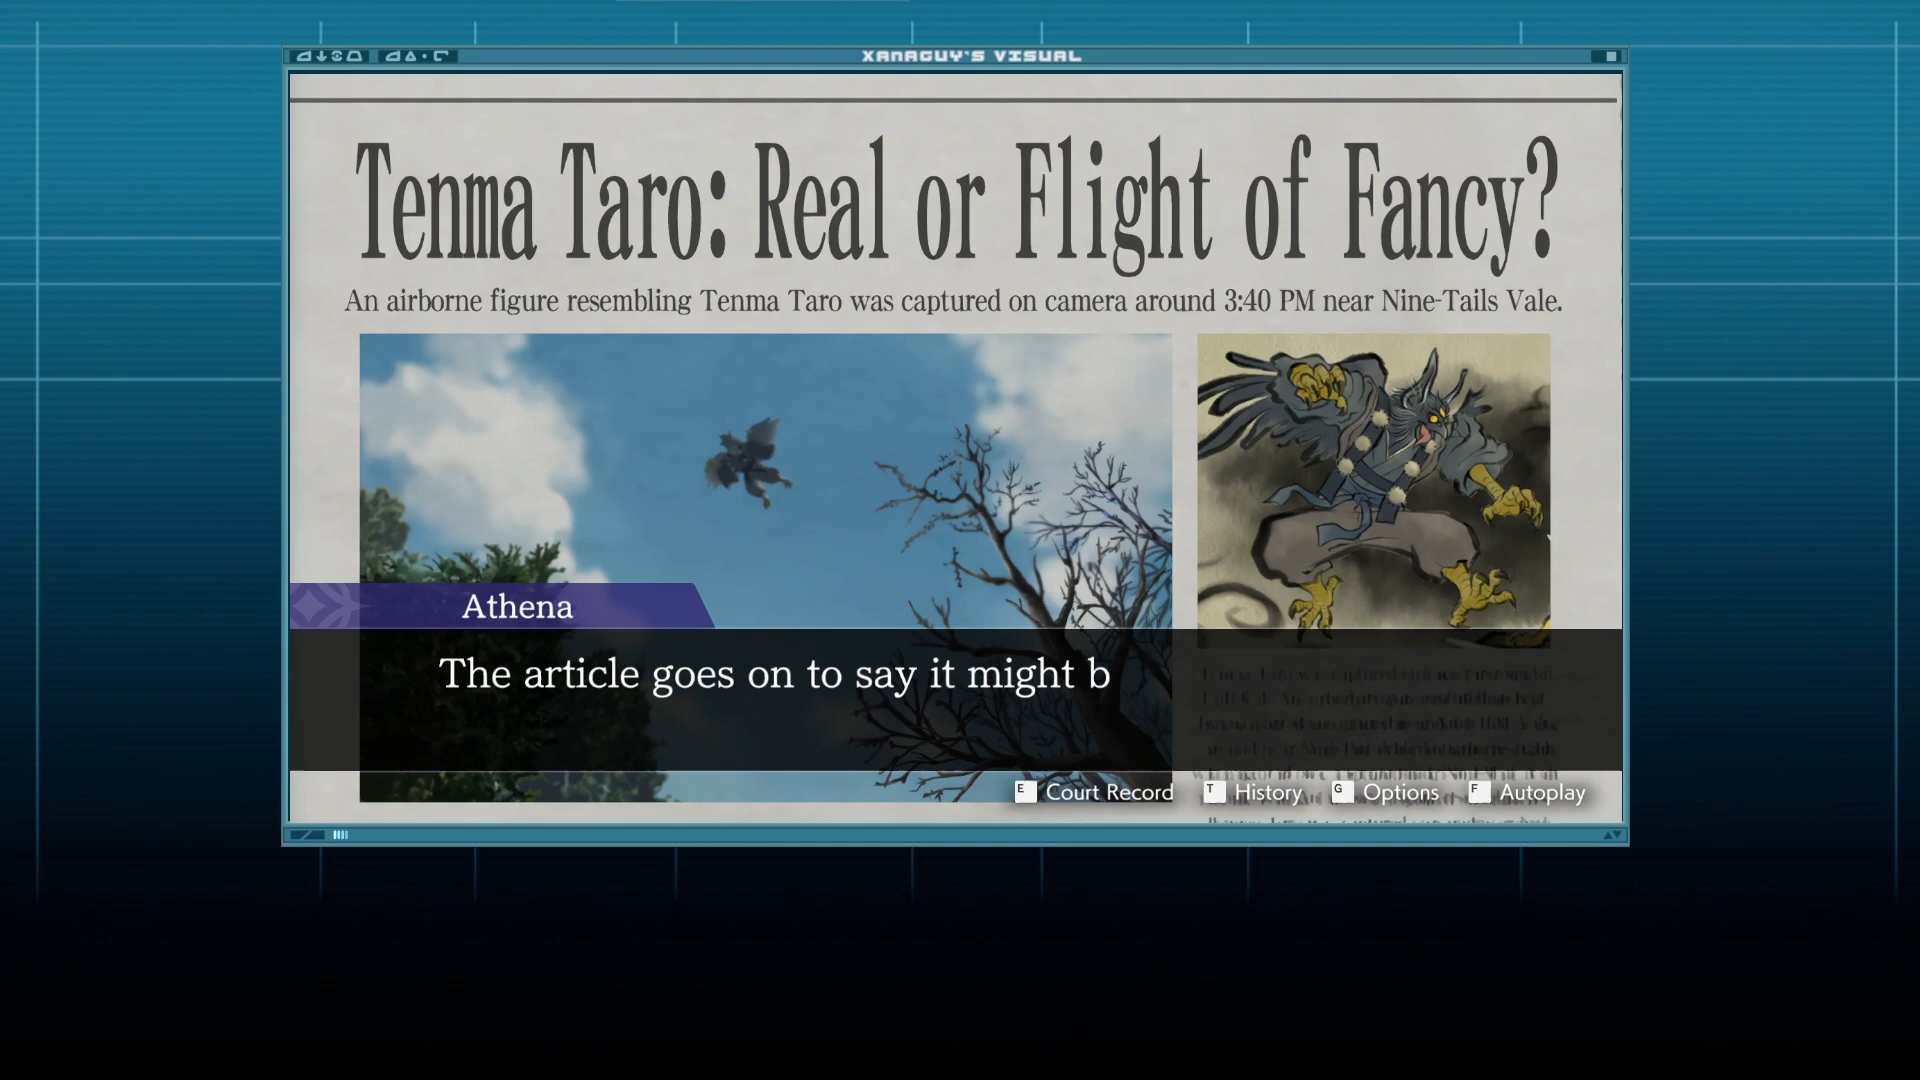 XANAGUY'S VISUAL
Tenma Taro: Real or Flight of Fancy?
An airborne figure resembling Tenma Taro was captured on camera around 3:40 PM near Nine-Tails Vale.
Athena
The article goes on to say it might b
E Court Record T History G Options F Autoplay